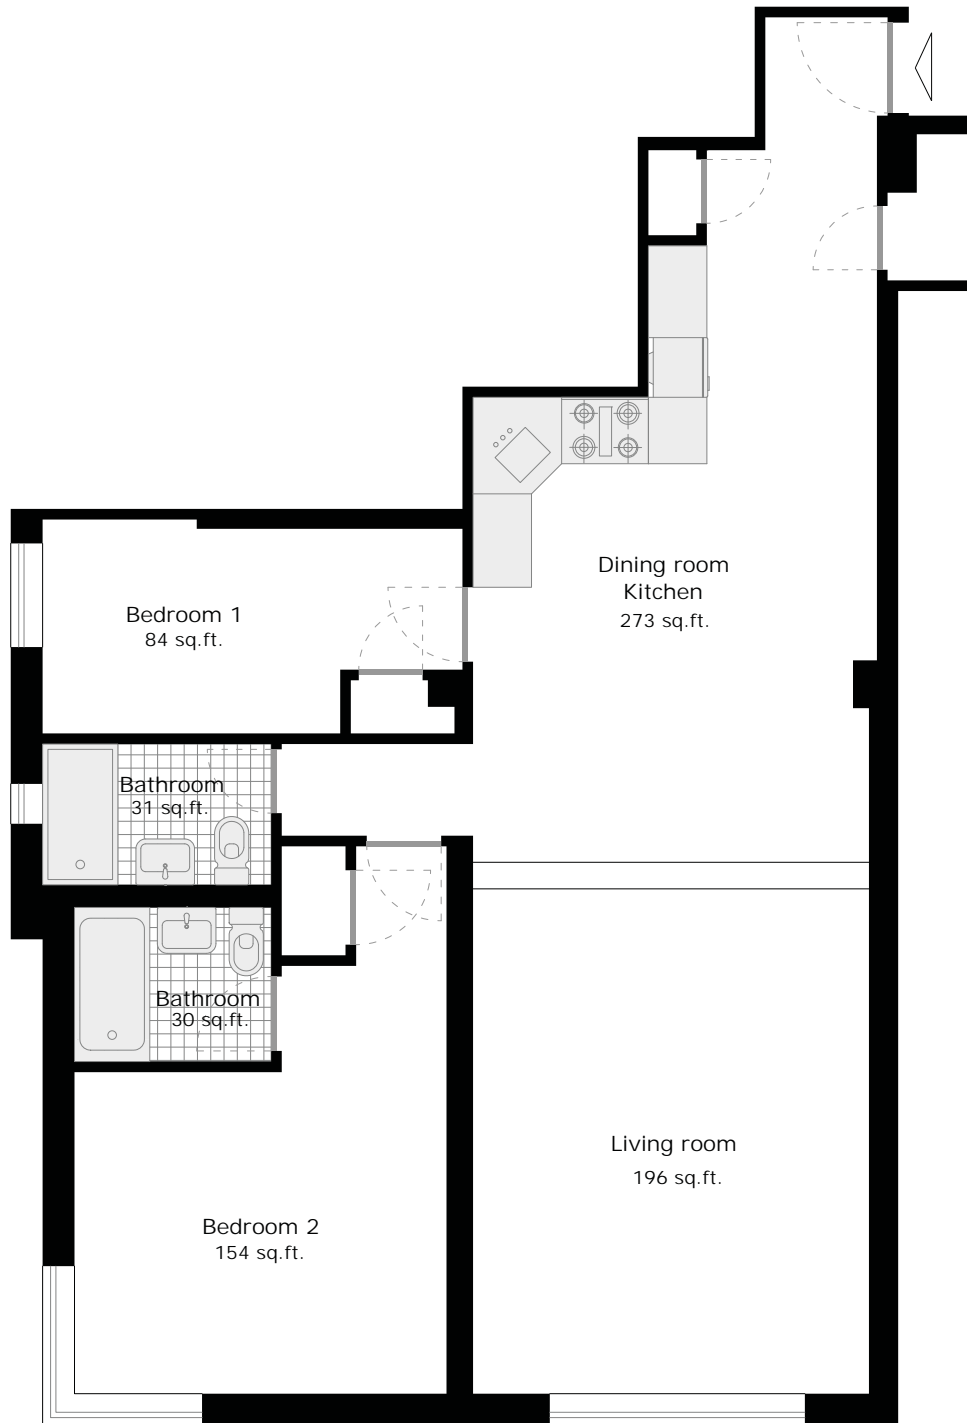 Dining room
Kitchen
273 sq.ft.
Bedroom 1
84 sq.ft.
Bathroom
31 sq.ft.
Bathroom
30 sq.ft.
Living room
196 sq.ft.
Bedroom 2
154 sq.ft.